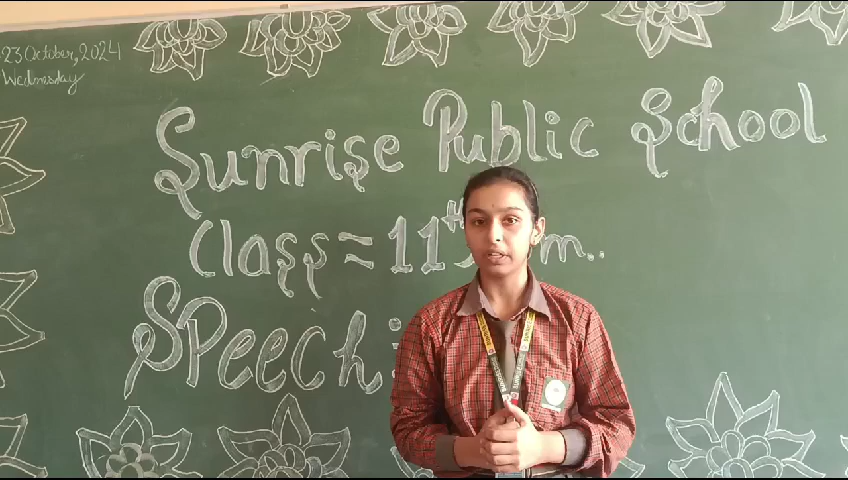 23 October, 2024
Wednesday
Sunrise Public School
Class = 11th
Speech